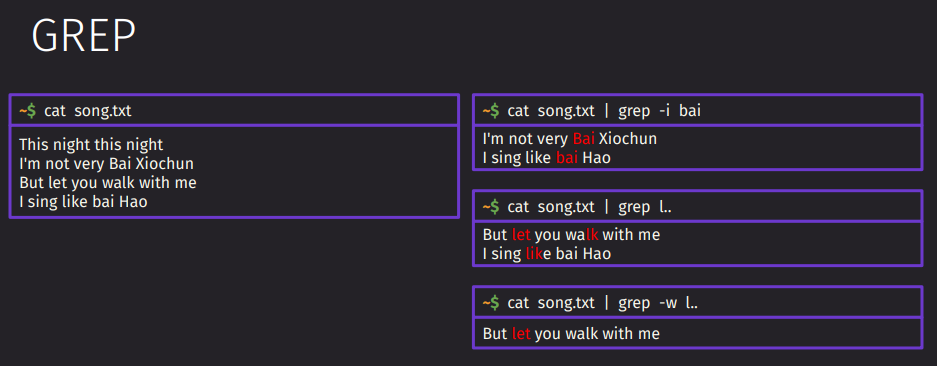 GREP
~$ cat song.txt
This night this night
I'm not very Bai Xiochun
But let you walk with me
I sing like bai Hao
~$ cat song.txt | grep -i bai
I'm not very Bai Xiochun
I sing like bai Hao
~$ cat song.txt | grep l..
But let you walk with me
I sing like bai Hao
~$ cat song.txt | grep -w l..
But let you walk with me